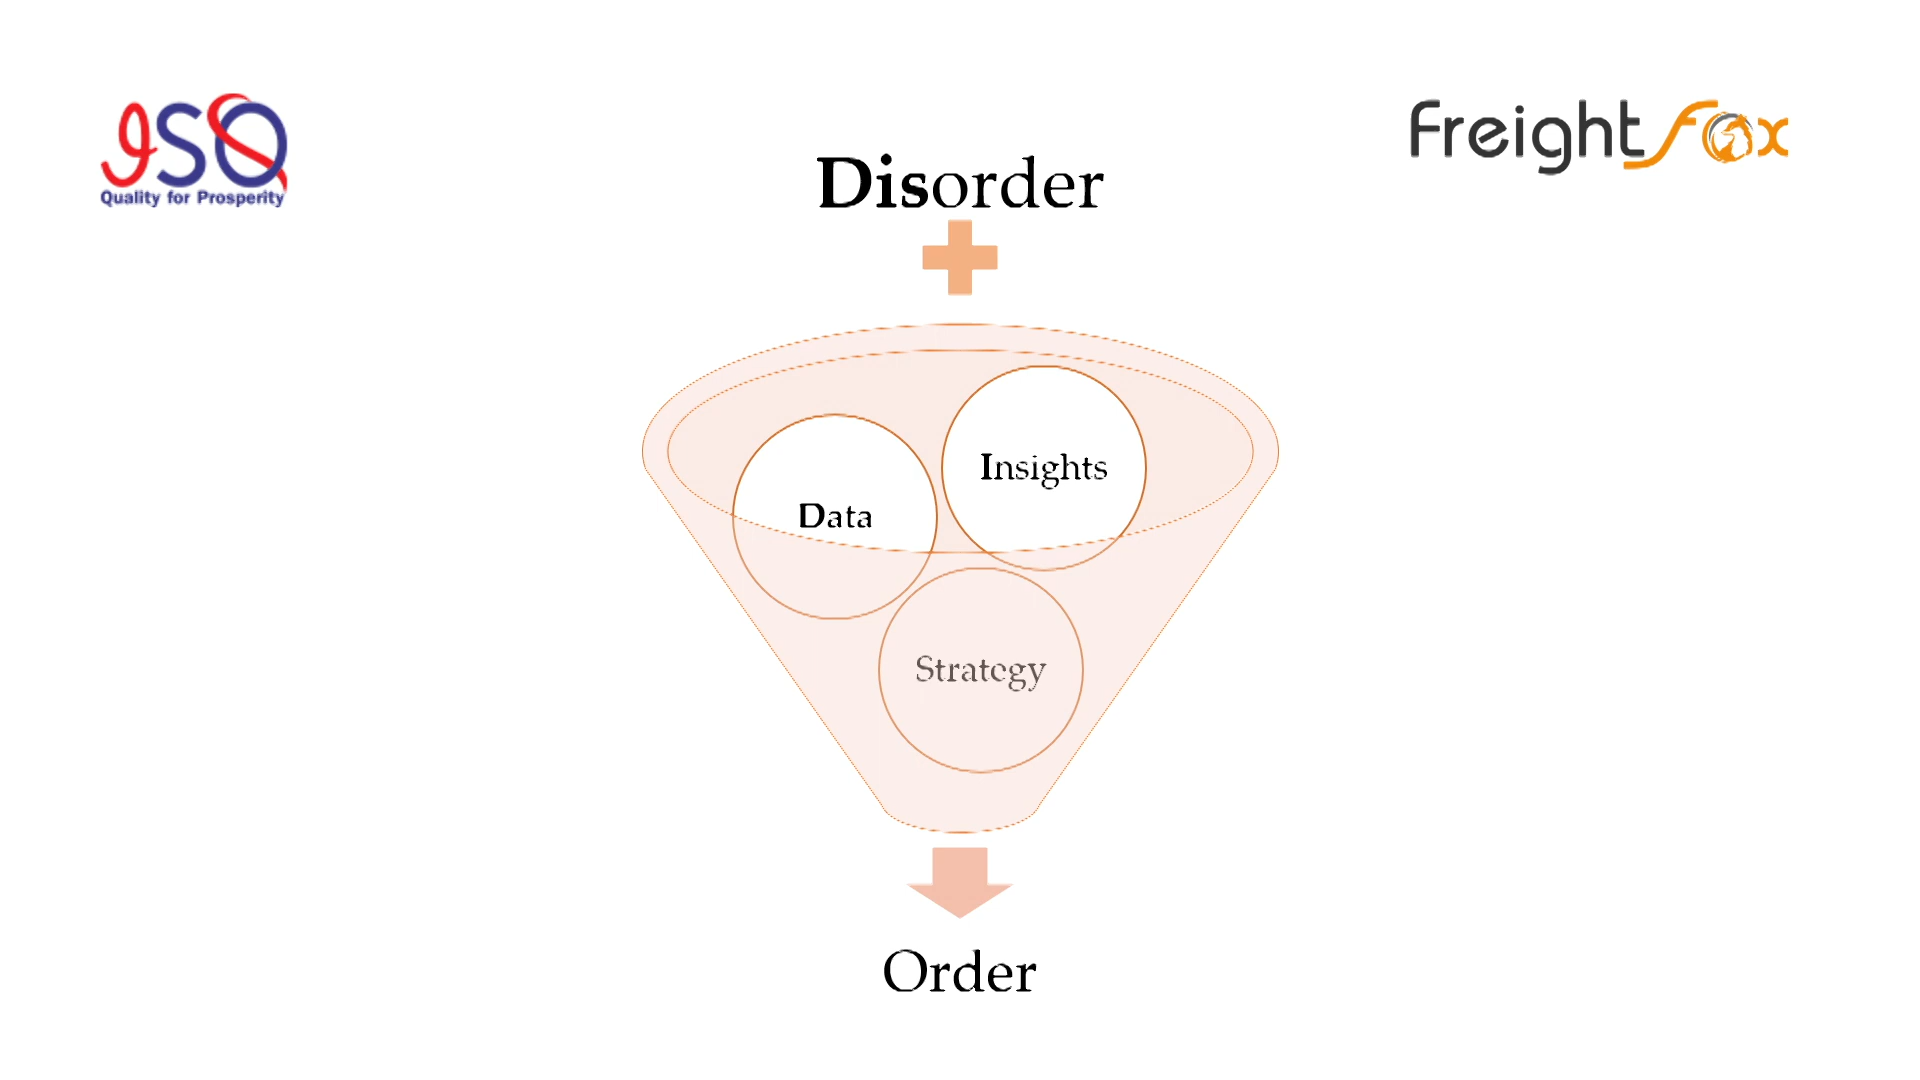 ISQ
Quality for Prosperity
Freightfox
Disorder
Insights
Data
Strategy
Order